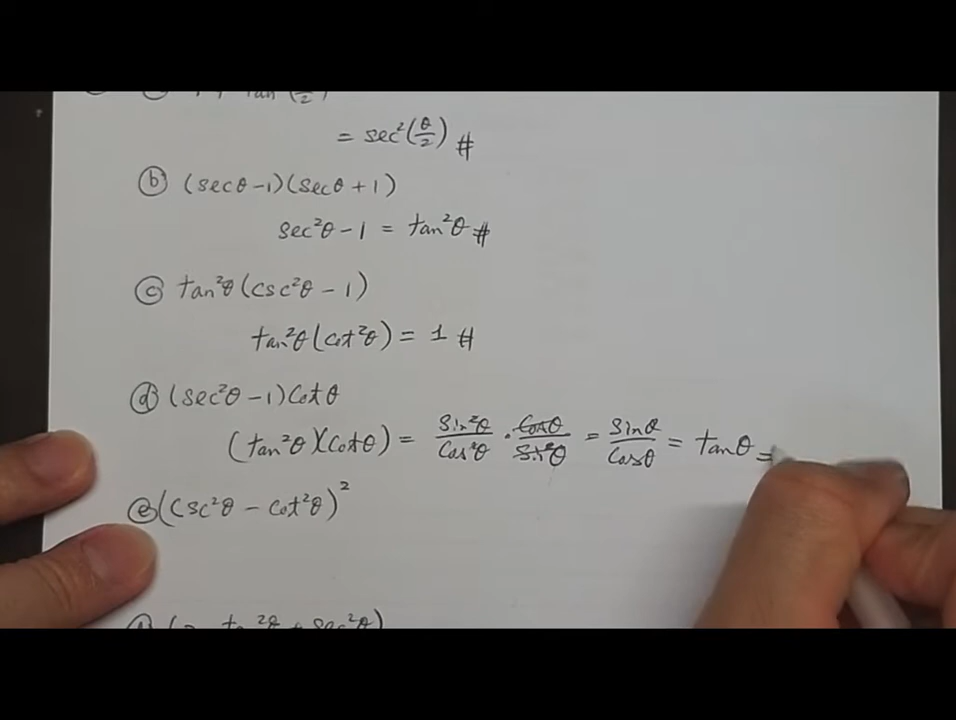 = sec²(θ/2) #
ⓑ (secθ -1)(secθ +1)
sec²θ - 1 = tan²θ #
ⓒ tan²θ(csc²θ - 1)
tan²θ(cot²θ) = 1 #
ⓓ (sec²θ -1)Cotθ
(tan²θ)(Cotθ) = Sin²θ/Cos²θ · Cosθ/Sin²θ = Sinθ/Cosθ = tanθ =
ⓔ (csc²θ - cot²θ)²